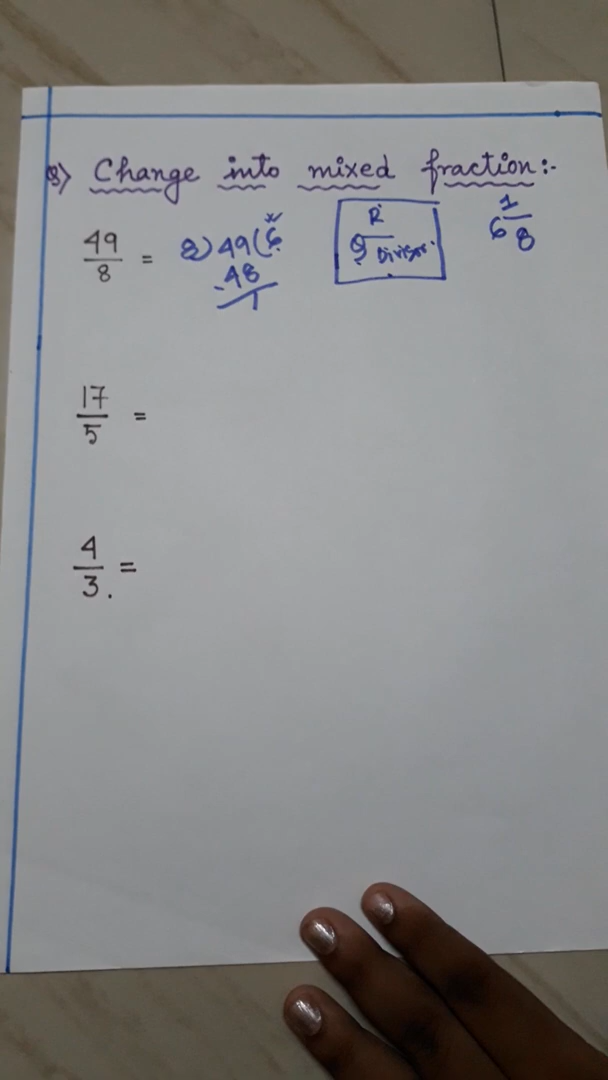 Q) Change into mixed fraction:-
49/8 = 8)49(6
- 48
1
R
Q Divisor.
6 1/8
17/5 =
4/3. =